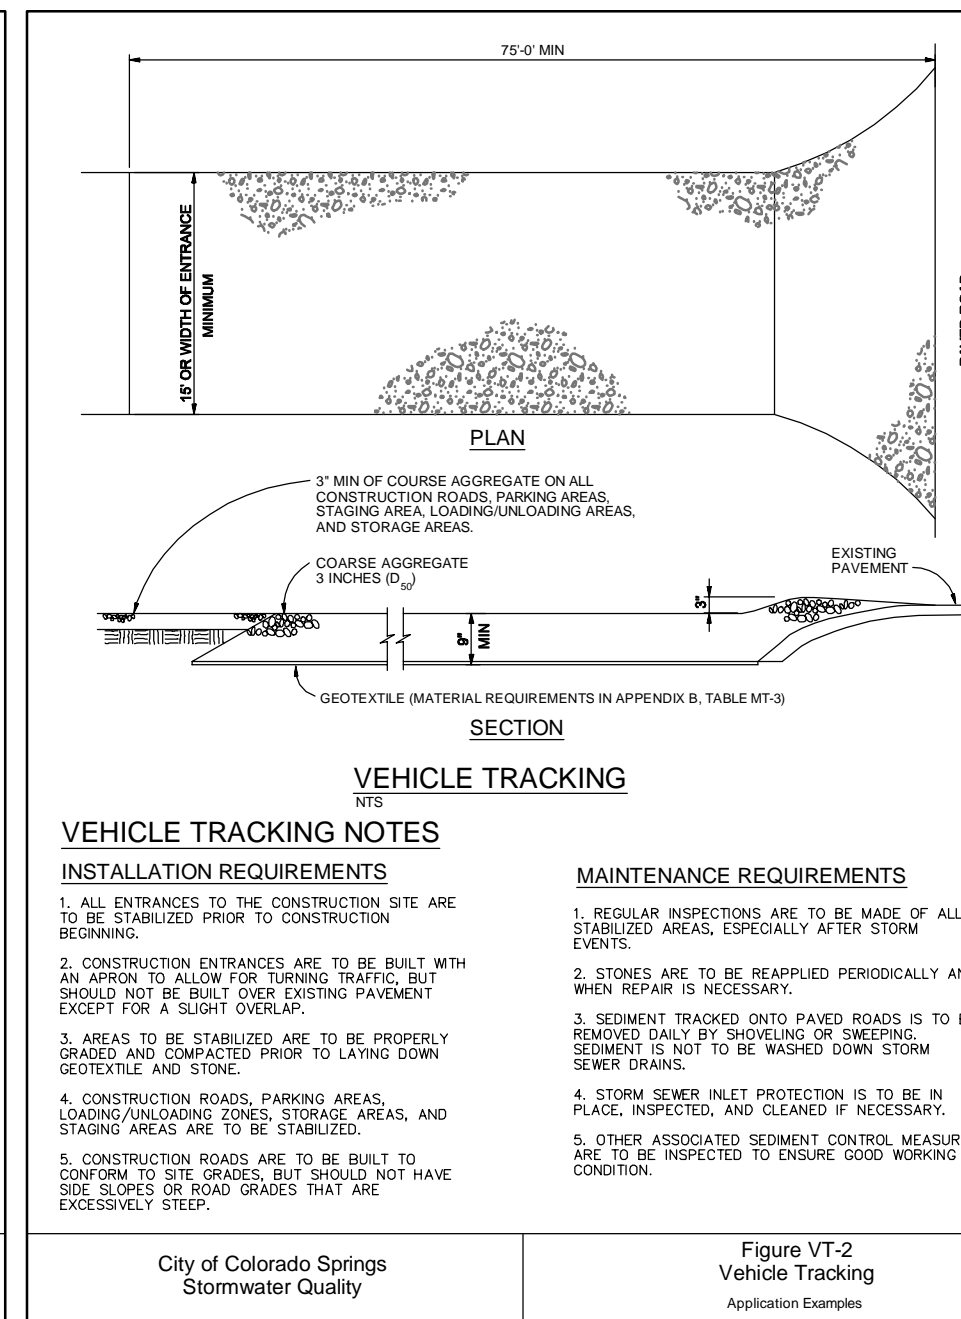 75'-0' MIN
15' OR WIDTH OF ENTRANCE
MINIMUM
PLAN
3" MIN OF COURSE AGGREGATE ON ALL
CONSTRUCTION ROADS, PARKING AREAS,
STAGING AREA, LOADING/UNLOADING AREAS,
AND STORAGE AREAS.
COARSE AGGREGATE
3 INCHES (D50)
EXISTING
PAVEMENT
3"
9"
MIN
GEOTEXTILE (MATERIAL REQUIREMENTS IN APPENDIX B, TABLE MT-3)
SECTION
VEHICLE TRACKING
NTS
VEHICLE TRACKING NOTES
INSTALLATION REQUIREMENTS
1. ALL ENTRANCES TO THE CONSTRUCTION SITE ARE
TO BE STABILIZED PRIOR TO CONSTRUCTION
BEGINNING.
2. CONSTRUCTION ENTRANCES ARE TO BE BUILT WITH
AN APRON TO ALLOW FOR TURNING TRAFFIC, BUT
SHOULD NOT BE BUILT OVER EXISTING PAVEMENT
EXCEPT FOR A SLIGHT OVERLAP.
3. AREAS TO BE STABILIZED ARE TO BE PROPERLY
GRADED AND COMPACTED PRIOR TO LAYING DOWN
GEOTEXTILE AND STONE.
4. CONSTRUCTION ROADS, PARKING AREAS,
LOADING/UNLOADING ZONES, STORAGE AREAS, AND
STAGING AREAS ARE TO BE STABILIZED.
5. CONSTRUCTION ROADS ARE TO BE BUILT TO
CONFORM TO SITE GRADES, BUT SHOULD NOT HAVE
SIDE SLOPES OR ROAD GRADES THAT ARE
EXCESSIVELY STEEP.
MAINTENANCE REQUIREMENTS
1. REGULAR INSPECTIONS ARE TO BE MADE OF ALL
STABILIZED AREAS, ESPECIALLY AFTER STORM
EVENTS.
2. STONES ARE TO BE REAPPLIED PERIODICALLY
WHEN REPAIR IS NECESSARY.
3. SEDIMENT TRACKED ONTO PAVED ROADS IS TO
REMOVED DAILY BY SHOVELING OR SWEEPING.
SEDIMENT IS NOT TO BE WASHED DOWN STORM
SEWER DRAINS.
4. STORM SEWER INLET PROTECTION IS TO BE IN
PLACE, INSPECTED, AND CLEANED IF NECESSARY.
5. OTHER ASSOCIATED SEDIMENT CONTROL
ARE TO BE INSPECTED TO ENSURE GOOD WORKING
CONDITION.
City of Colorado Springs
Stormwater Quality
Figure VT-2
Vehicle Tracking
Application Examples